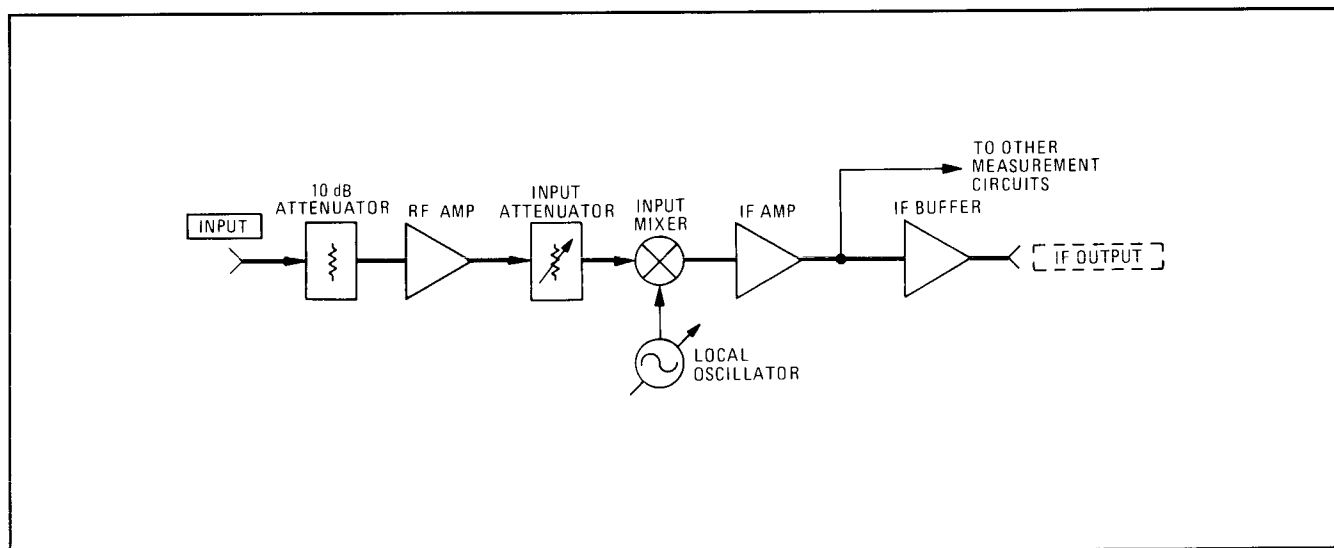 INPUT
10 dB
ATTENUATOR
RF AMP
INPUT
ATTENUATOR
INPUT
MIXER
LOCAL
OSCILLATOR
IF AMP
TO OTHER
MEASUREMENT
CIRCUITS
IF BUFFER
IF OUTPUT